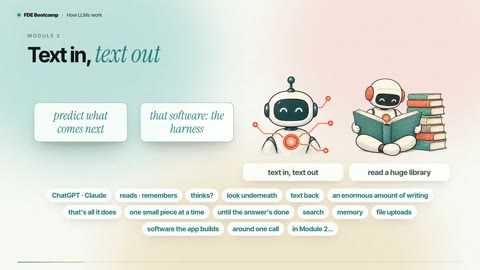 FDE Bootcamp · How LLMs work
MODULE 2
Text in, text out
predict what
comes next
that software: the
harness
text in, text out
read a huge library
ChatGPT · Claude
reads · remembers
thinks?
look underneath
text back
an enormous amount of writing
that's all it does
one small piece at a time
until the answer's done
search
memory
file uploads
software the app builds
around one call
in Module 2...